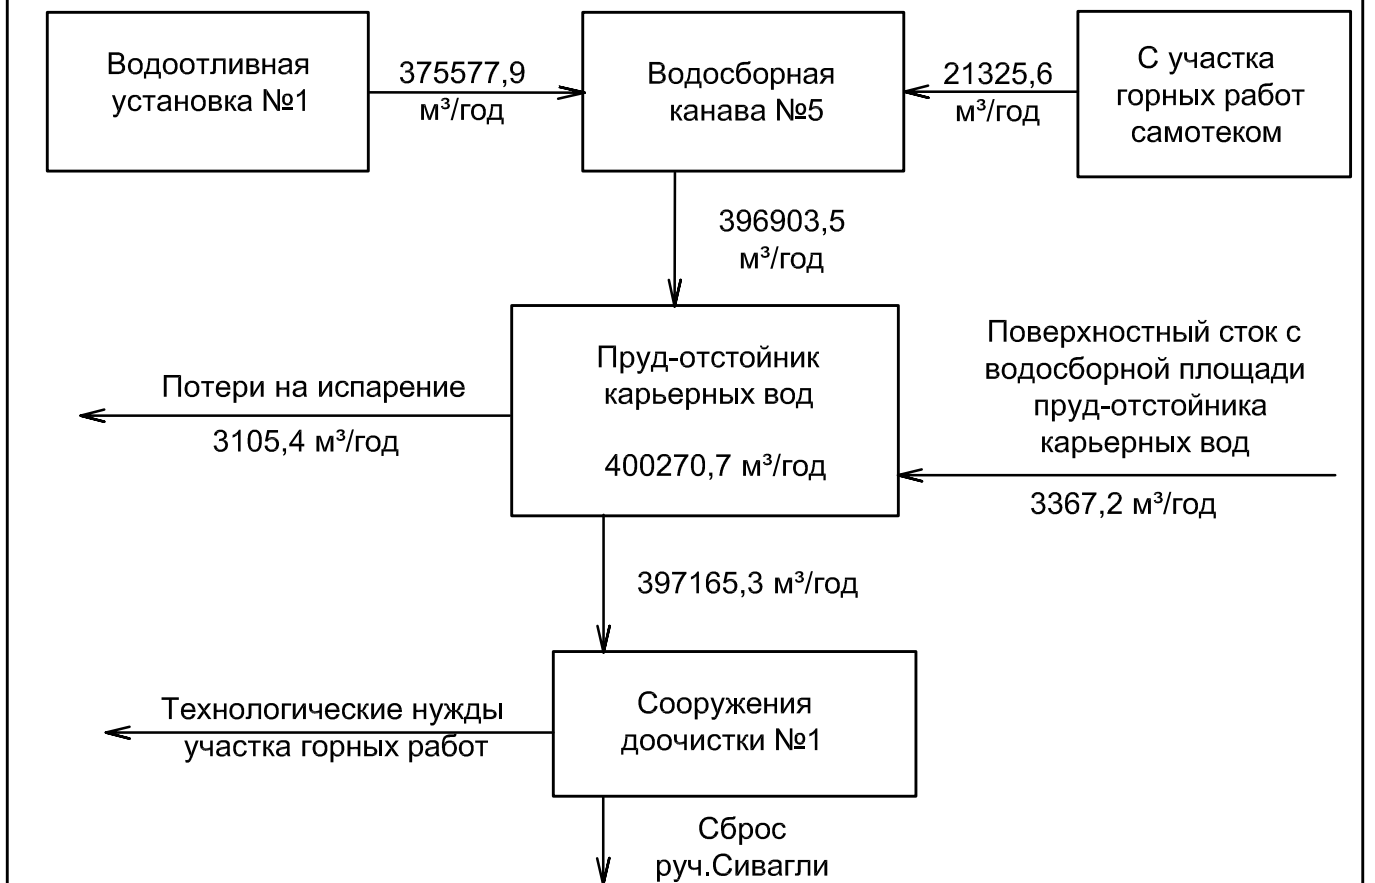 Водоотливная
установка №1
375577,9
м³/год
Водосборная
канава №5
21325,6
м³/год
С участка
горных работ
самотеком
396903,5
м³/год
Пруд-отстойник
карьерных вод
400270,7 м³/год
Потери на испарение
3105,4 м³/год
Поверхностный сток с
водосборной площади
пруд-отстойника
карьерных вод
3367,2 м³/год
397165,3 м³/год
Сооружения
доочистки №1
Технологические нужды
участка горных работ
Сброс
руч.Сивагли